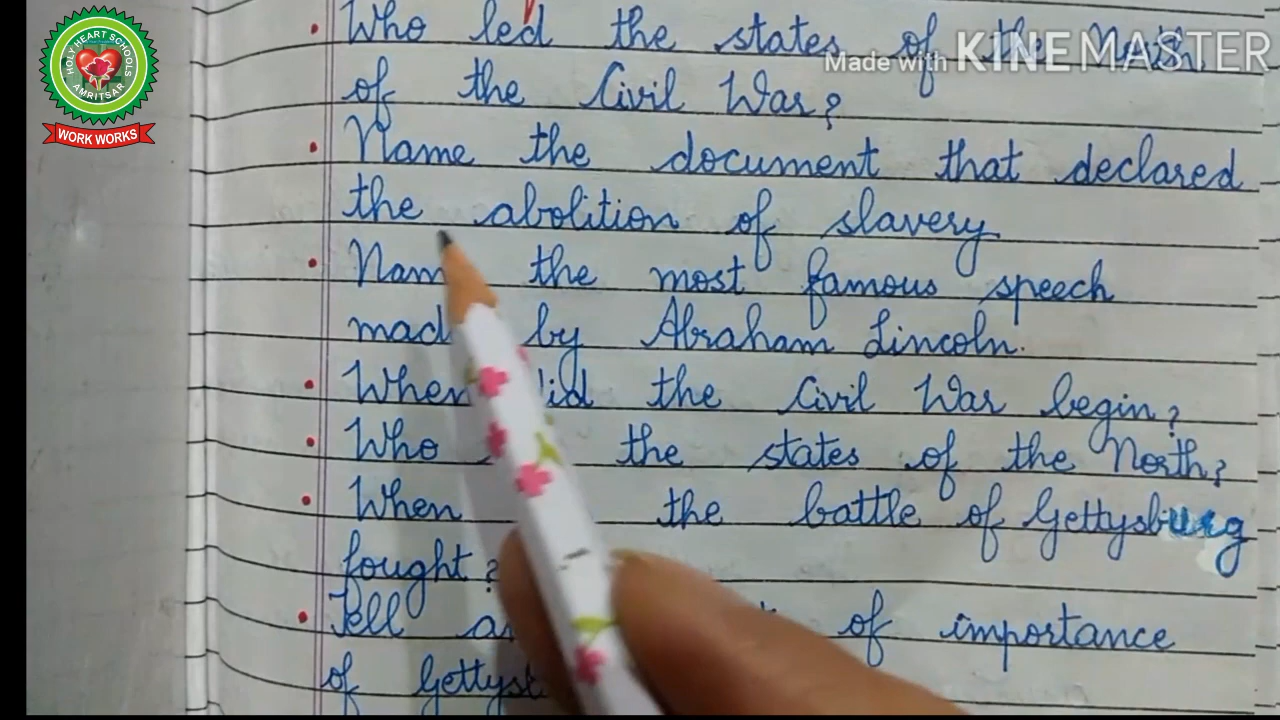 HOLY HEART SCHOOLS
AMRITSAR
WORK WORKS
Made with KINEMASTER
• Who led the states of the North
of the Civil War?
• Name the document that declared
the abolition of slavery
• Nam the most famous speech
mad by Abraham Lincoln.
• When did the Civil War begin?
• Who the states of the North?
• When the battle of Gettysburg
fought?
• Tell of importance
of